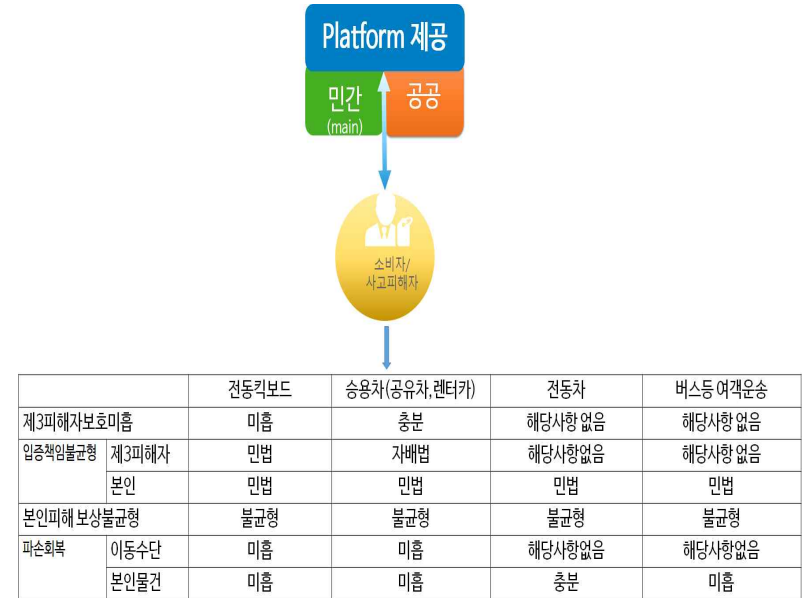 Platform 제공
민간 공공
(main)
소비자/
사고피해자
전동킥보드 승용차(공유차,렌터카) 전동차 버스등 여객운송
제3피해자보호미흡 미흡 충분 해당사항 없음 해당사항 없음
입증책임불균형 제3피해자 민법 자배법 해당사항없음 해당사항 없음
본인 민법 민법 민법 민법
본인피해 보상불균형 불균형 불균형 불균형 불균형
파손회복 이동수단 미흡 미흡 해당사항없음 해당사항없음
본인물건 미흡 미흡 충분 미흡